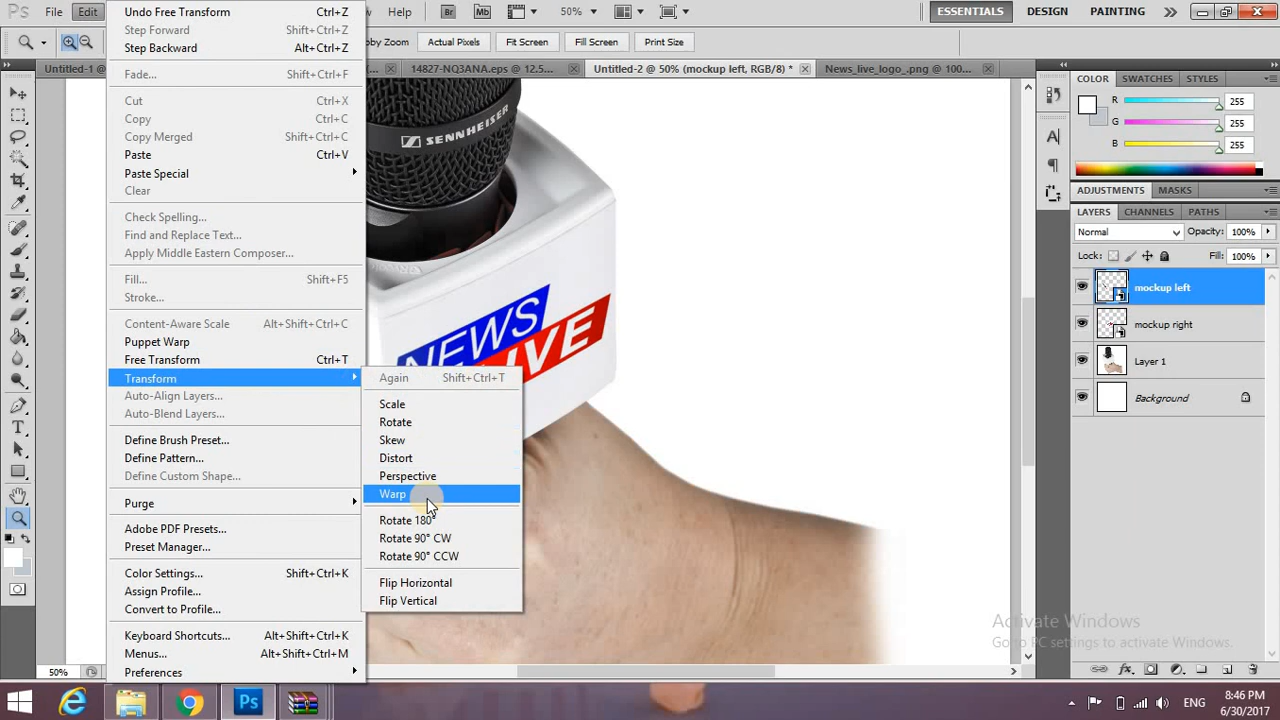 Ps File Edit Help Br Mb 50% ESSENTIALS DESIGN PAINTING
Undo Free Transform Ctrl+Z
Step Forward Shift+Ctrl+Z
Step Backward Alt+Ctrl+Z
Fade... Shift+Ctrl+F
Cut Ctrl+X
Copy Ctrl+C
Copy Merged Shift+Ctrl+C
Paste Ctrl+V
Paste Special
Clear
Check Spelling...
Find and Replace Text...
Apply Middle Eastern Composer...
Fill... Shift+F5
Stroke...
Content-Aware Scale Alt+Shift+Ctrl+C
Puppet Warp
Free Transform Ctrl+T
Transform
Auto-Align Layers...
Auto-Blend Layers...
Define Brush Preset...
Define Pattern...
Define Custom Shape...
Purge
Adobe PDF Presets...
Preset Manager...
Color Settings... Shift+Ctrl+K
Assign Profile...
Convert to Profile...
Keyboard Shortcuts... Alt+Shift+Ctrl+K
Menus... Alt+Shift+Ctrl+M
Preferences
Again Shift+Ctrl+T
Scale
Rotate
Skew
Distort
Perspective
Warp
Rotate 180°
Rotate 90° CW
Rotate 90° CCW
Flip Horizontal
Flip Vertical
bby Zoom Actual Pixels Fit Screen Fill Screen Print Size
Untitled-1 14827-NQ3ANA.eps @ 12.5... Untitled-2 @ 50% (mockup left, RGB/8) * News_live_logo_.png @ 100...
SENNHEISER
NEWS
LIVE
COLOR SWATCHES STYLES
R 255
G 255
B 255
ADJUSTMENTS MASKS
LAYERS CHANNELS PATHS
Normal Opacity: 100%
Lock: Fill: 100%
mockup left
mockup right
Layer 1
Background
Activate Windows
Go to PC settings to activate Windows.
50%
Ps ENG 8:46 PM
6/30/2017